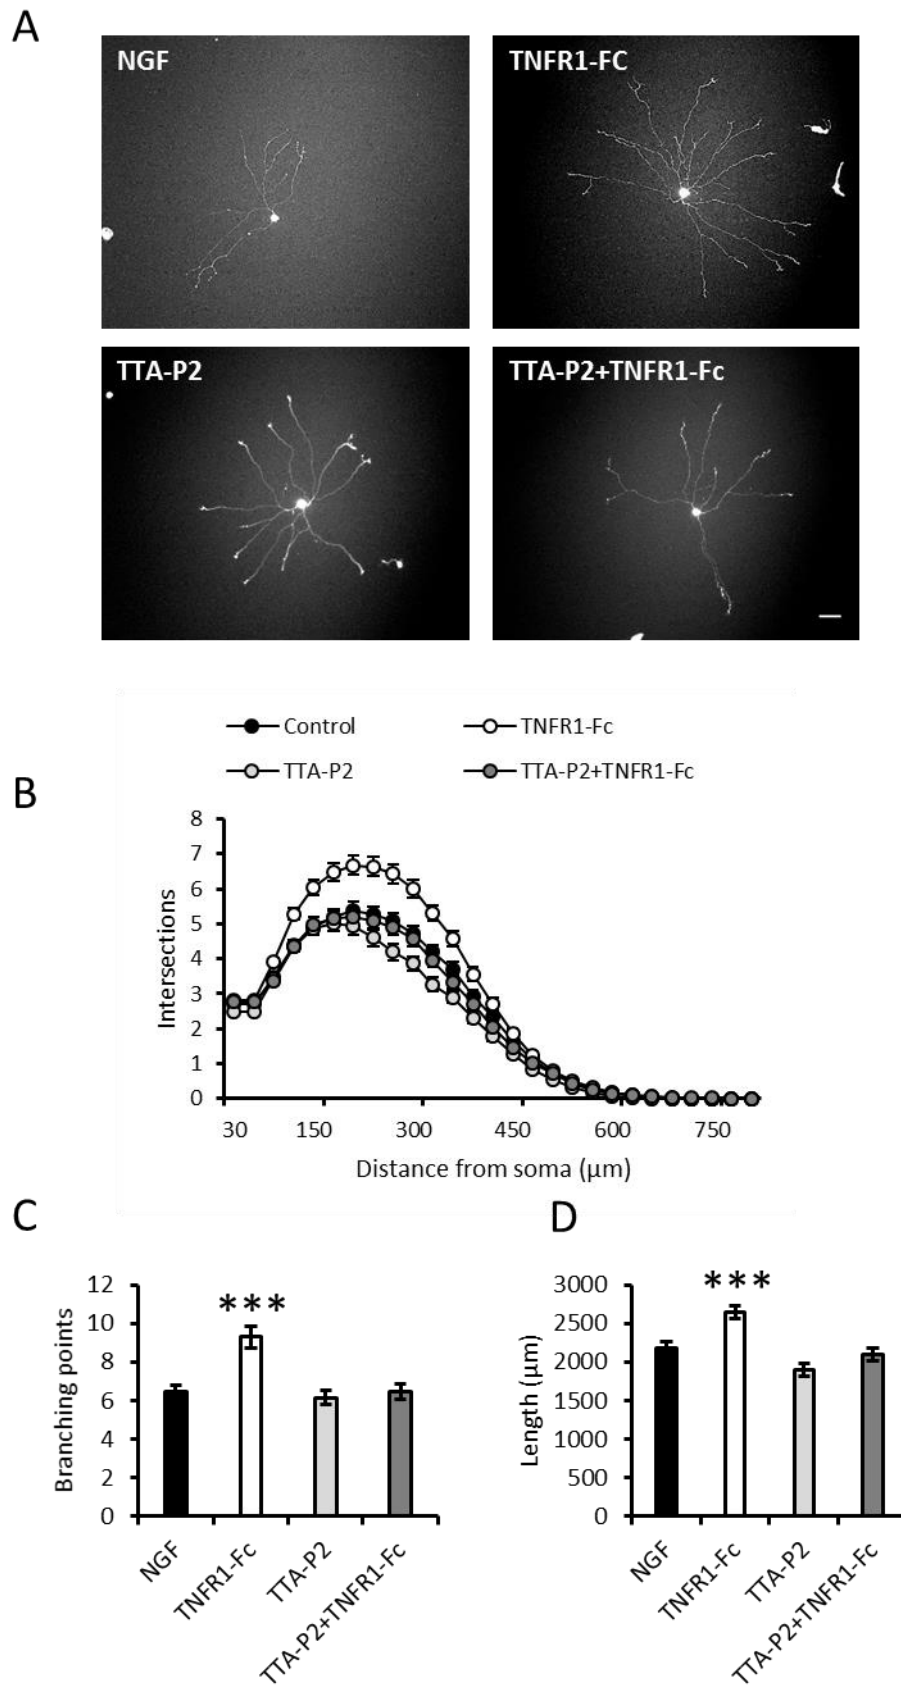 A
NGF
TNFR1-FC
TTA-P2
TTA-P2+TNFR1-Fc
Control
TNFR1-Fc
TTA-P2
TTA-P2+TNFR1-Fc
B
8
7
6
5
4
3
2
1
0
Intersections
30 150 300 450 600 750
Distance from soma (μm)
C
12
10
8
6
4
2
0
Branching points
***
NGF
TNFR1-Fc
TTA-P2
TTA-P2+TNFR1-Fc
D
3000
2500
2000
1500
1000
500
0
Length (μm)
***
NGF
TNFR1-Fc
TTA-P2
TTA-P2+TNFR1-Fc